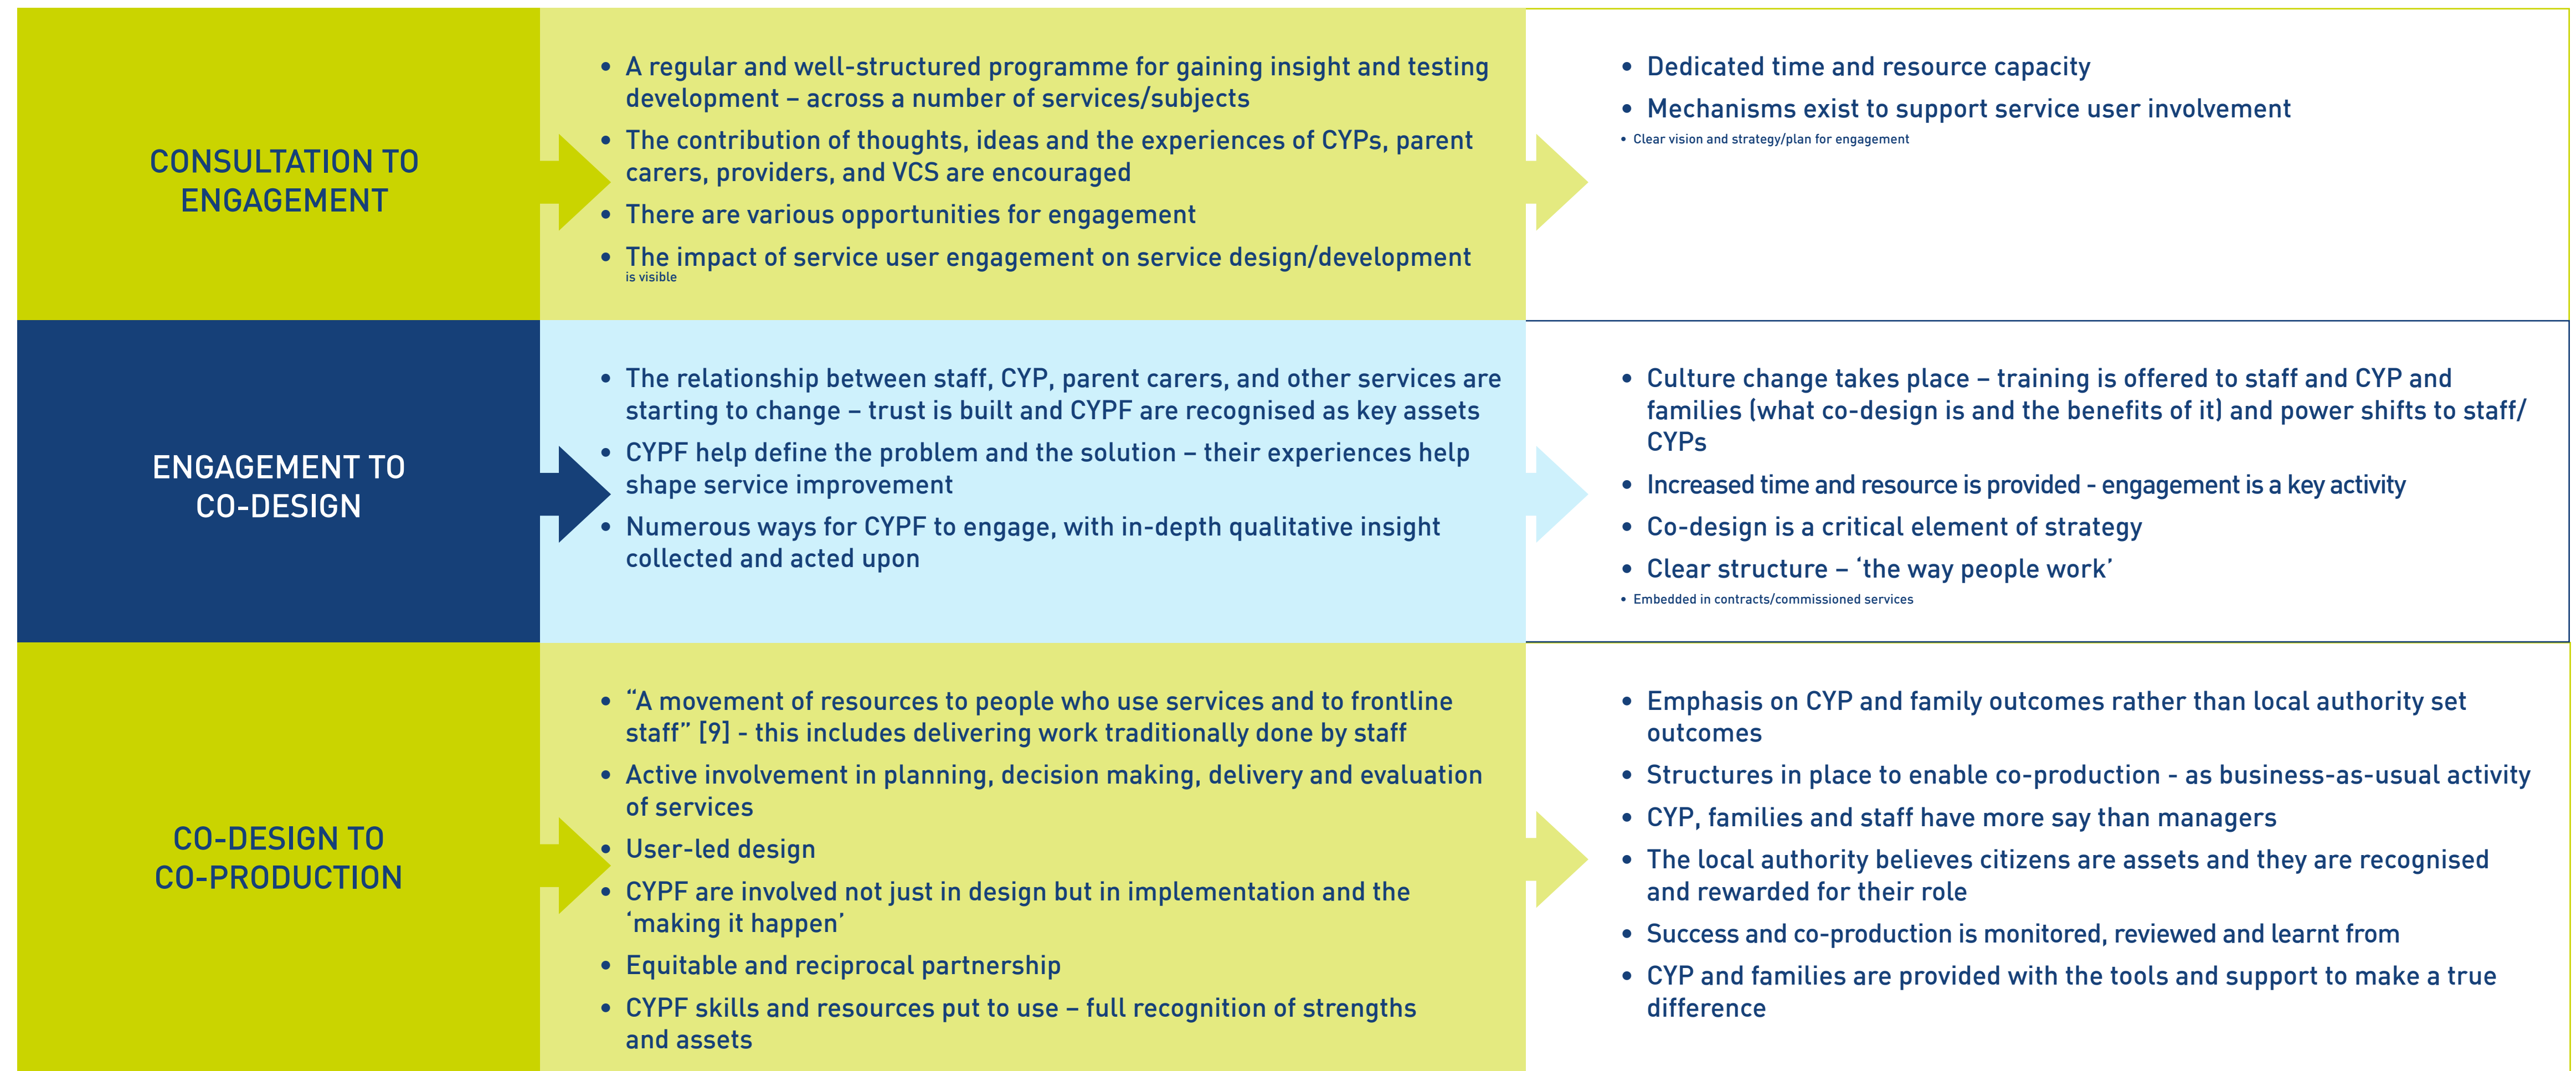 CONSULTATION TO
ENGAGEMENT
• A regular and well-structured programme for gaining insight and testing
development – across a number of services/subjects
• The contribution of thoughts, ideas and the experiences of CYPs, parent
carers, providers, and VCS are encouraged
• There are various opportunities for engagement
• The impact of service user engagement on service design/development
is visible
• Dedicated time and resource capacity
• Mechanisms exist to support service user involvement
• Clear vision and strategy/plan for engagement
ENGAGEMENT TO
CO-DESIGN
• The relationship between staff, CYP, parent carers, and other services are
starting to change – trust is built and CYPF are recognised as key assets
• CYPF help define the problem and the solution – their experiences help
shape service improvement
• Numerous ways for CYPF to engage, with in-depth qualitative insight
collected and acted upon
• Culture change takes place – training is offered to staff and CYP and
families (what co-design is and the benefits of it) and power shifts to staff/
CYPs
• Increased time and resource is provided - engagement is a key activity
• Co-design is a critical element of strategy
• Clear structure – ‘the way people work’
• Embedded in contracts/commissioned services
CO-DESIGN TO
CO-PRODUCTION
• “A movement of resources to people who use services and to frontline
staff” [9] - this includes delivering work traditionally done by staff
• Active involvement in planning, decision making, delivery and evaluation
of services
• User-led design
• CYPF are involved not just in design but in implementation and the
‘making it happen’
• Equitable and reciprocal partnership
• CYPF skills and resources put to use – full recognition of strengths
and assets
• Emphasis on CYP and family outcomes rather than local authority set
outcomes
• Structures in place to enable co-production - as business-as-usual activity
• CYP, families and staff have more say than managers
• The local authority believes citizens are assets and they are recognised
and rewarded for their role
• Success and co-production is monitored, reviewed and learnt from
• CYP and families are provided with the tools and support to make a true
difference